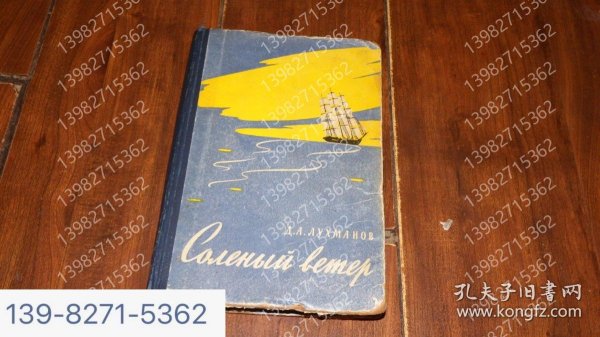 Д.А.ЛУХМАНОВ
Соленый ветер
139-8271-5362
孔夫子旧书网
www.kongfz.com
13982715362